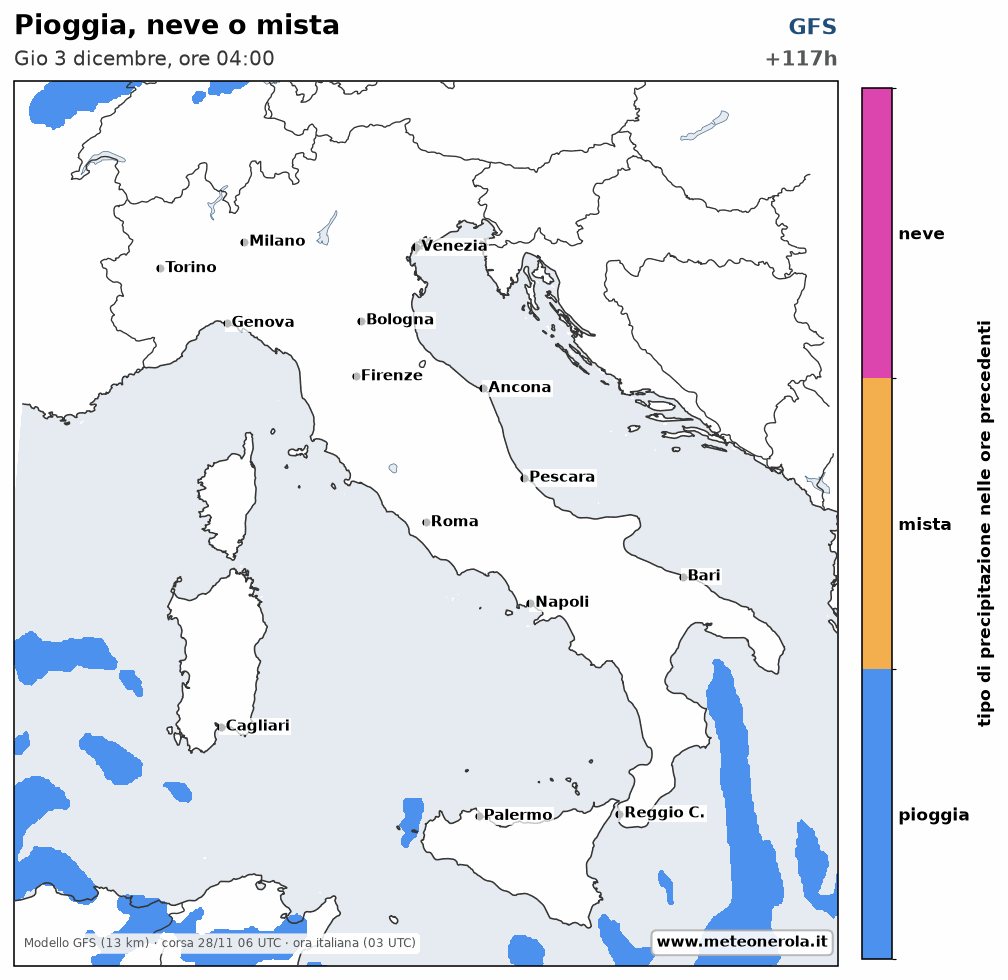 Pioggia, neve o mista
GFS
Gio 3 dicembre, ore 04:00
+117h
neve
mista
pioggia
tipo di precipitazione nelle ore precedenti
Milano
Venezia
Torino
Genova
Bologna
Firenze
Ancona
Pescara
Roma
Bari
Napoli
Cagliari
Palermo
Reggio C.
Modello GFS (13 km) · corsa 28/11 06 UTC · ora italiana (03 UTC)
www.meteonerola.it